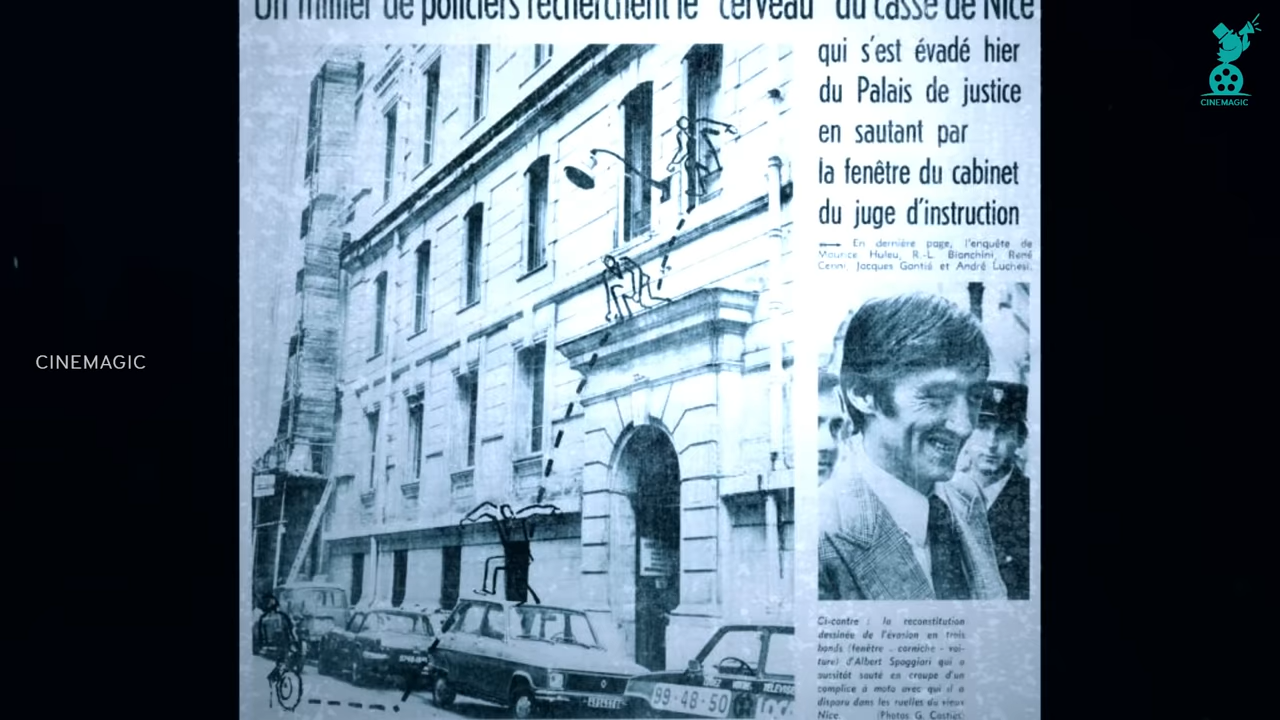 Un millier de policiers recherchent le "cerveau" du casse de Nice
qui s'est évadé hier
du Palais de justice
en sautant par
la fenêtre du cabinet
du juge d'instruction
En dernière page, l'enquête de
Maurice Huleu, R.-L. Bianchini, René
Cenni, Jacques Gantié et André Luchesi.
Ci-contre : la reconstitution
dessinée de l'évasion en trois
bonds (fenêtre - corniche - voi-
ture) d'Albert Spaggiari qui a
aussitôt sauté en croupe d'un
complice à moto avec qui il a
disparu dans les ruelles du vieux
Nice. (Photos G. Castiès)
99-48-50
CINEMAGIC
CINEMAGIC